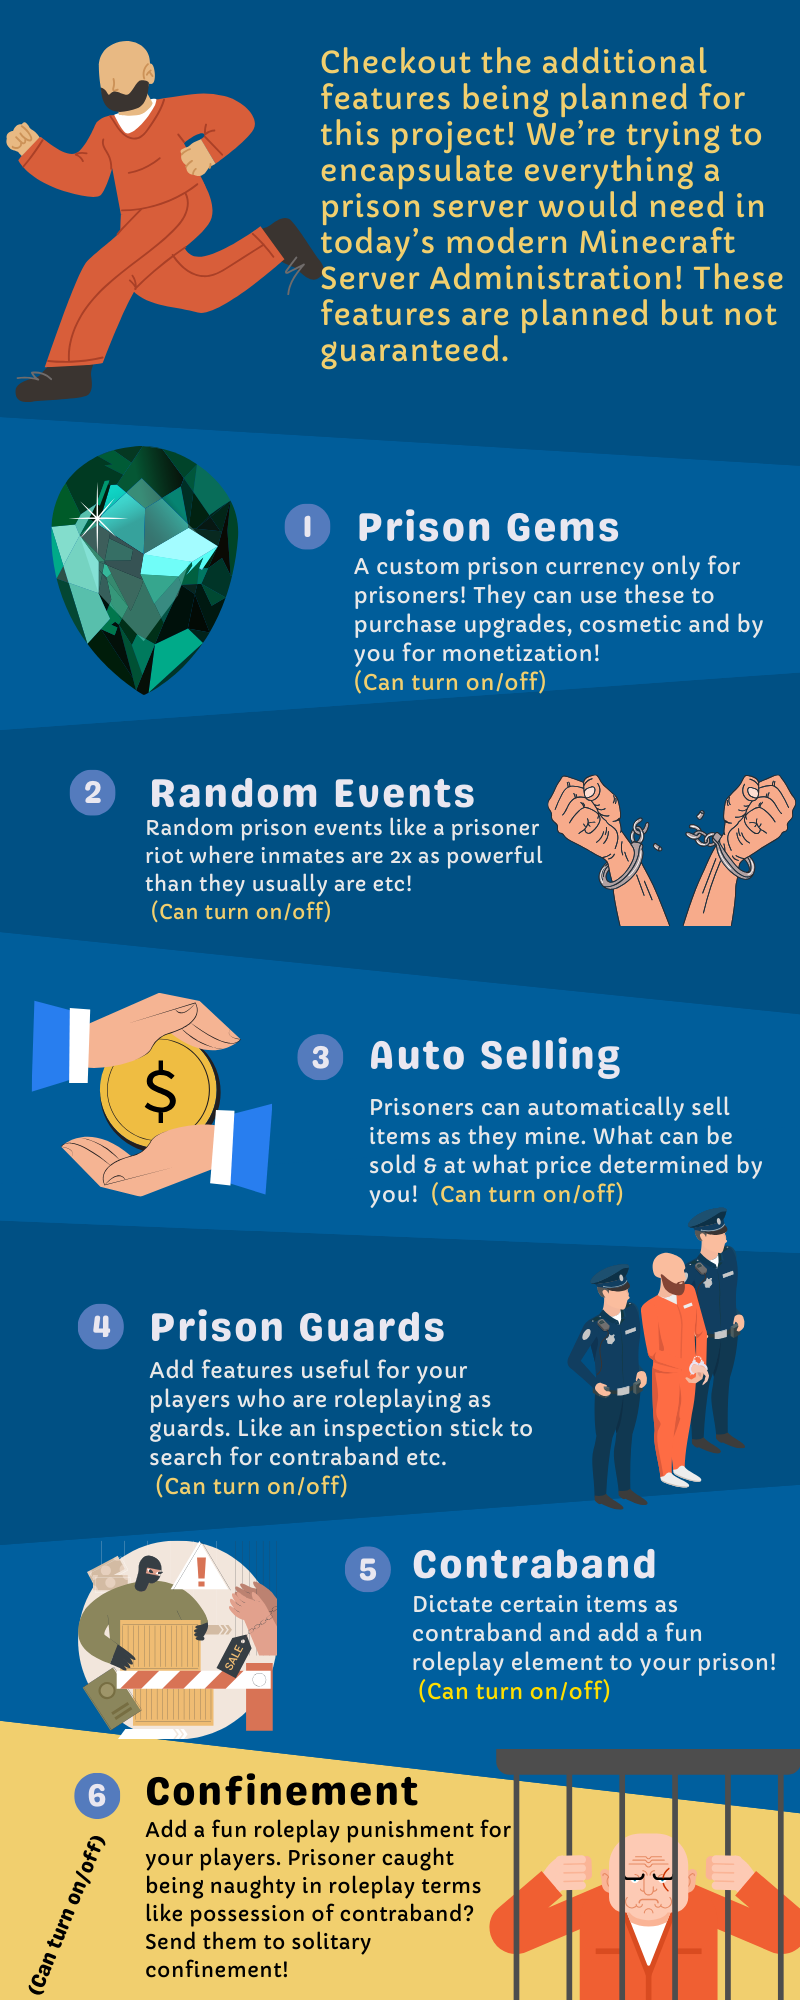 Checkout the additional
features being planned for
this project! We're trying to
encapsulate everything a
prison server would need in
today's modern Minecraft
Server Administration! These
features are planned but not
guaranteed.
1 Prison Gems
A custom prison currency only for
prisoners! They can use these to
purchase upgrades, cosmetic and by
you for monetization!
(Can turn on/off)
2 Random Events
Random prison events like a prisoner
riot where inmates are 2x as powerful
than they usually are etc!
(Can turn on/off)
$
3 Auto Selling
Prisoners can automatically sell
items as they mine. What can be
sold & at what price determined by
you! (Can turn on/off)
4 Prison Guards
Add features useful for your
players who are roleplaying as
guards. Like an inspection stick to
search for contraband etc.
(Can turn on/off)
!
SALE
5 Contraband
Dictate certain items as
contraband and add a fun
roleplay element to your prison!
(Can turn on/off)
6 Confinement
Add a fun roleplay punishment for
your players. Prisoner caught
being naughty in roleplay terms
like possession of contraband?
Send them to solitary
confinement!
(Can turn on/off)